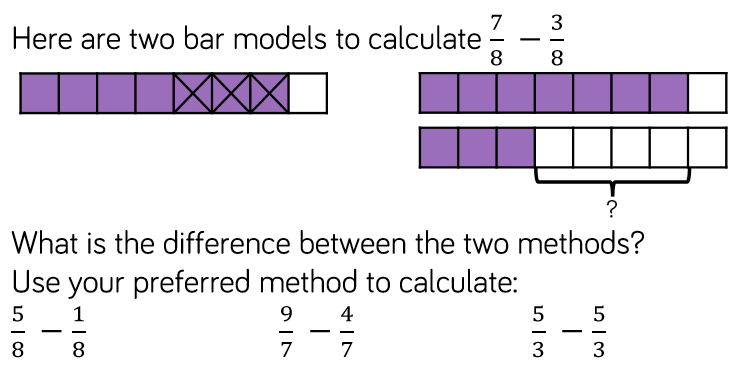 Here are two bar models to calculate 7/8 − 3/8
?
What is the difference between the two methods?
Use your preferred method to calculate:
5/8 − 1/8 9/7 − 4/7 5/3 − 5/3